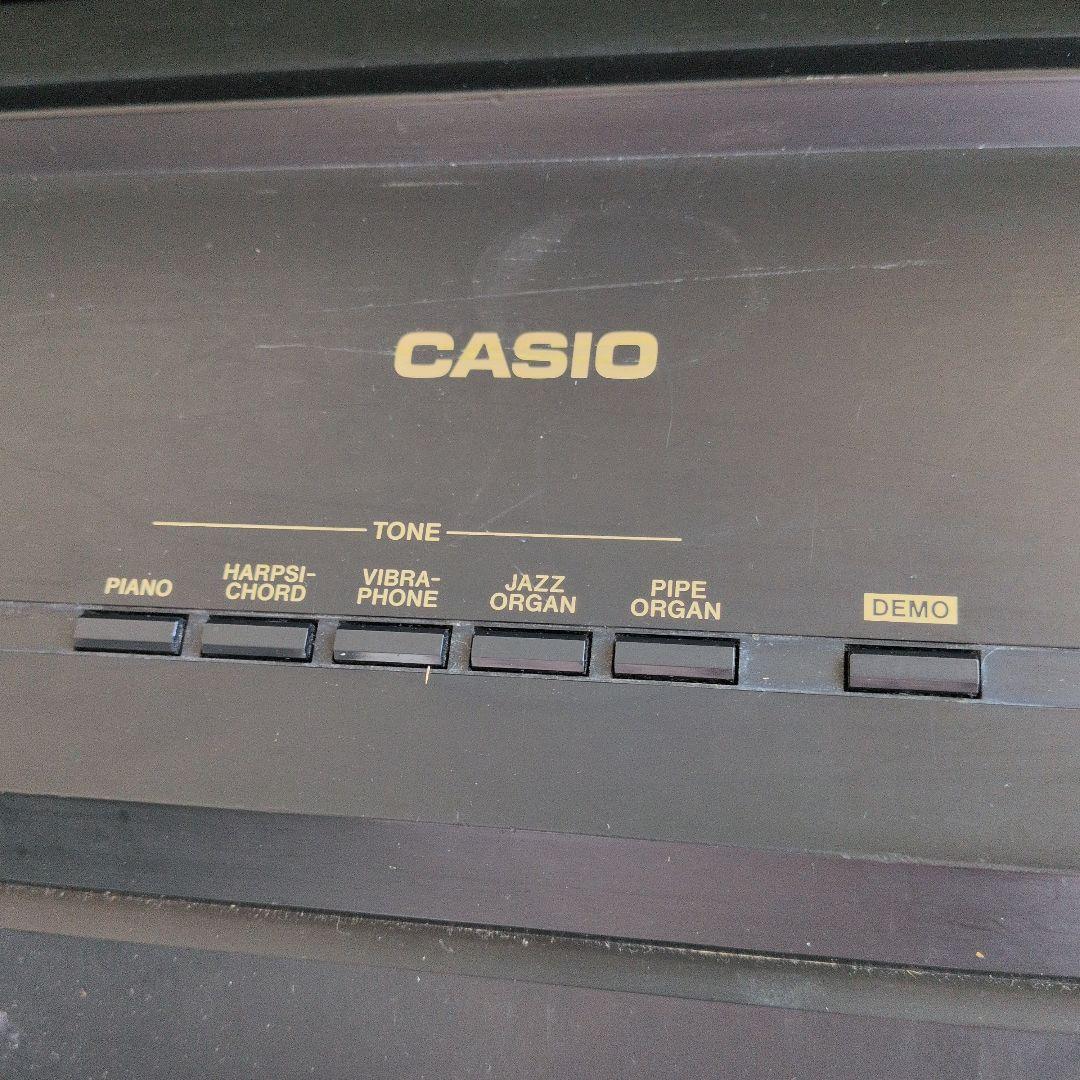 CASIO
TONE
PIANO
HARPSI-
CHORD
VIBRA-
PHONE
JAZZ
ORGAN
PIPE
ORGAN
DEMO